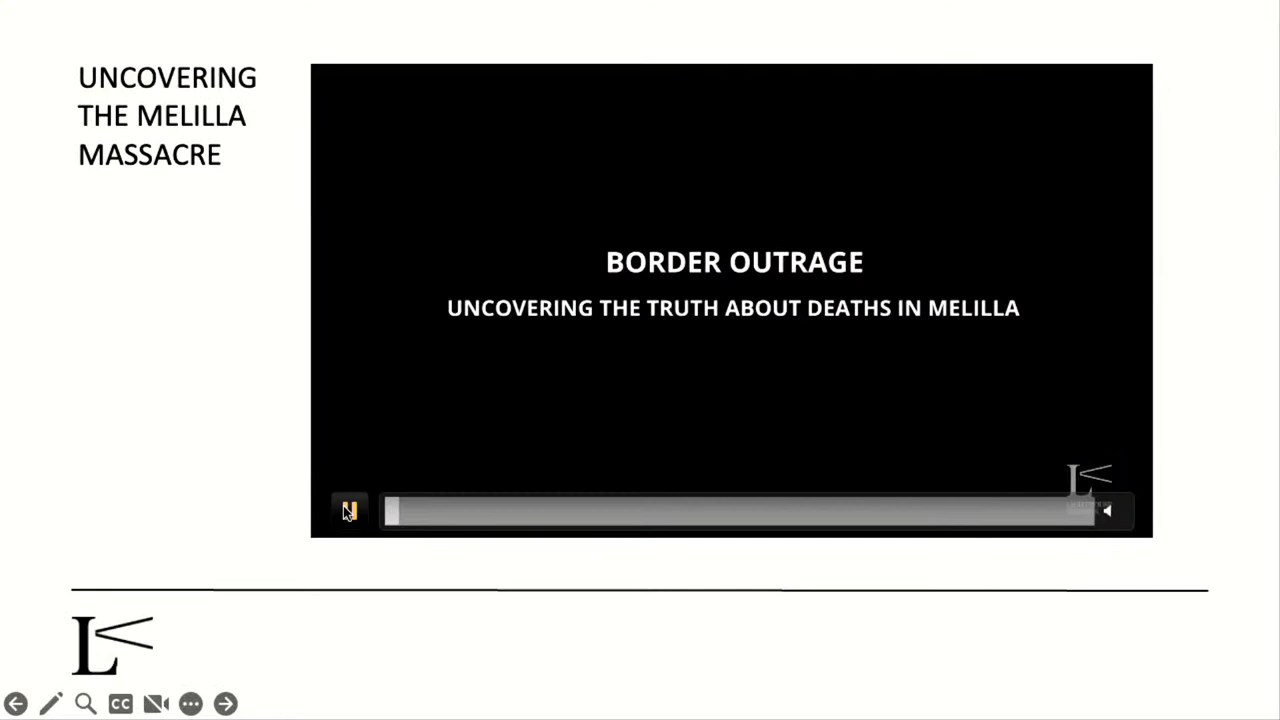 UNCOVERING
THE MELILLA
MASSACRE
BORDER OUTRAGE
UNCOVERING THE TRUTH ABOUT DEATHS IN MELILLA
L
L
CC